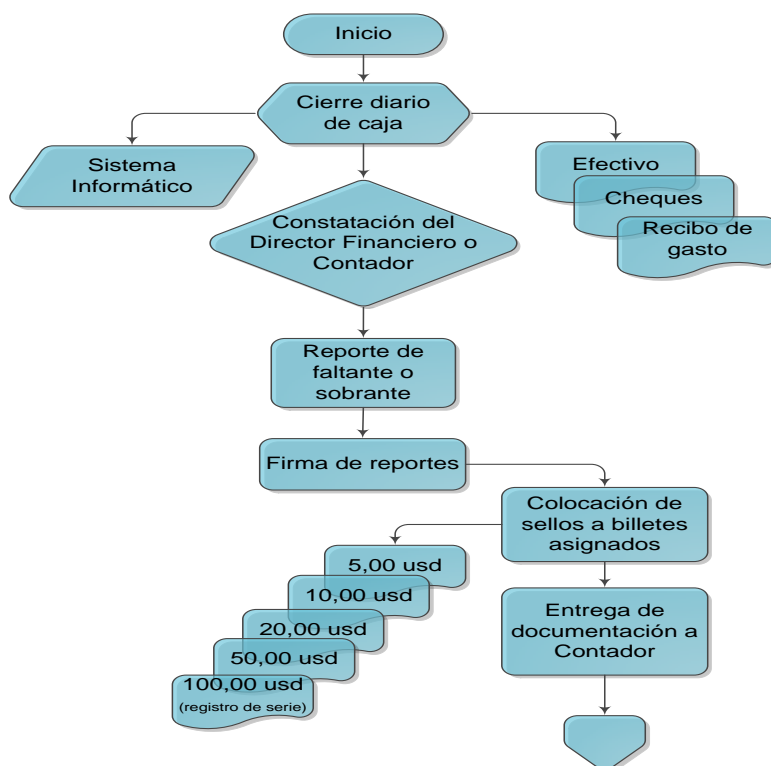 Inicio
Cierre diario
de caja
Sistema
Informático
Efectivo
Cheques
Recibo de
gasto
Constatación del
Director Financiero o
Contador
Reporte de
faltante o
sobrante
Firma de reportes
Colocación de
sellos a billetes
asignados
5,00 usd
10,00 usd
20,00 usd
50,00 usd
100,00 usd
(registro de serie)
Entrega de
documentación a
Contador